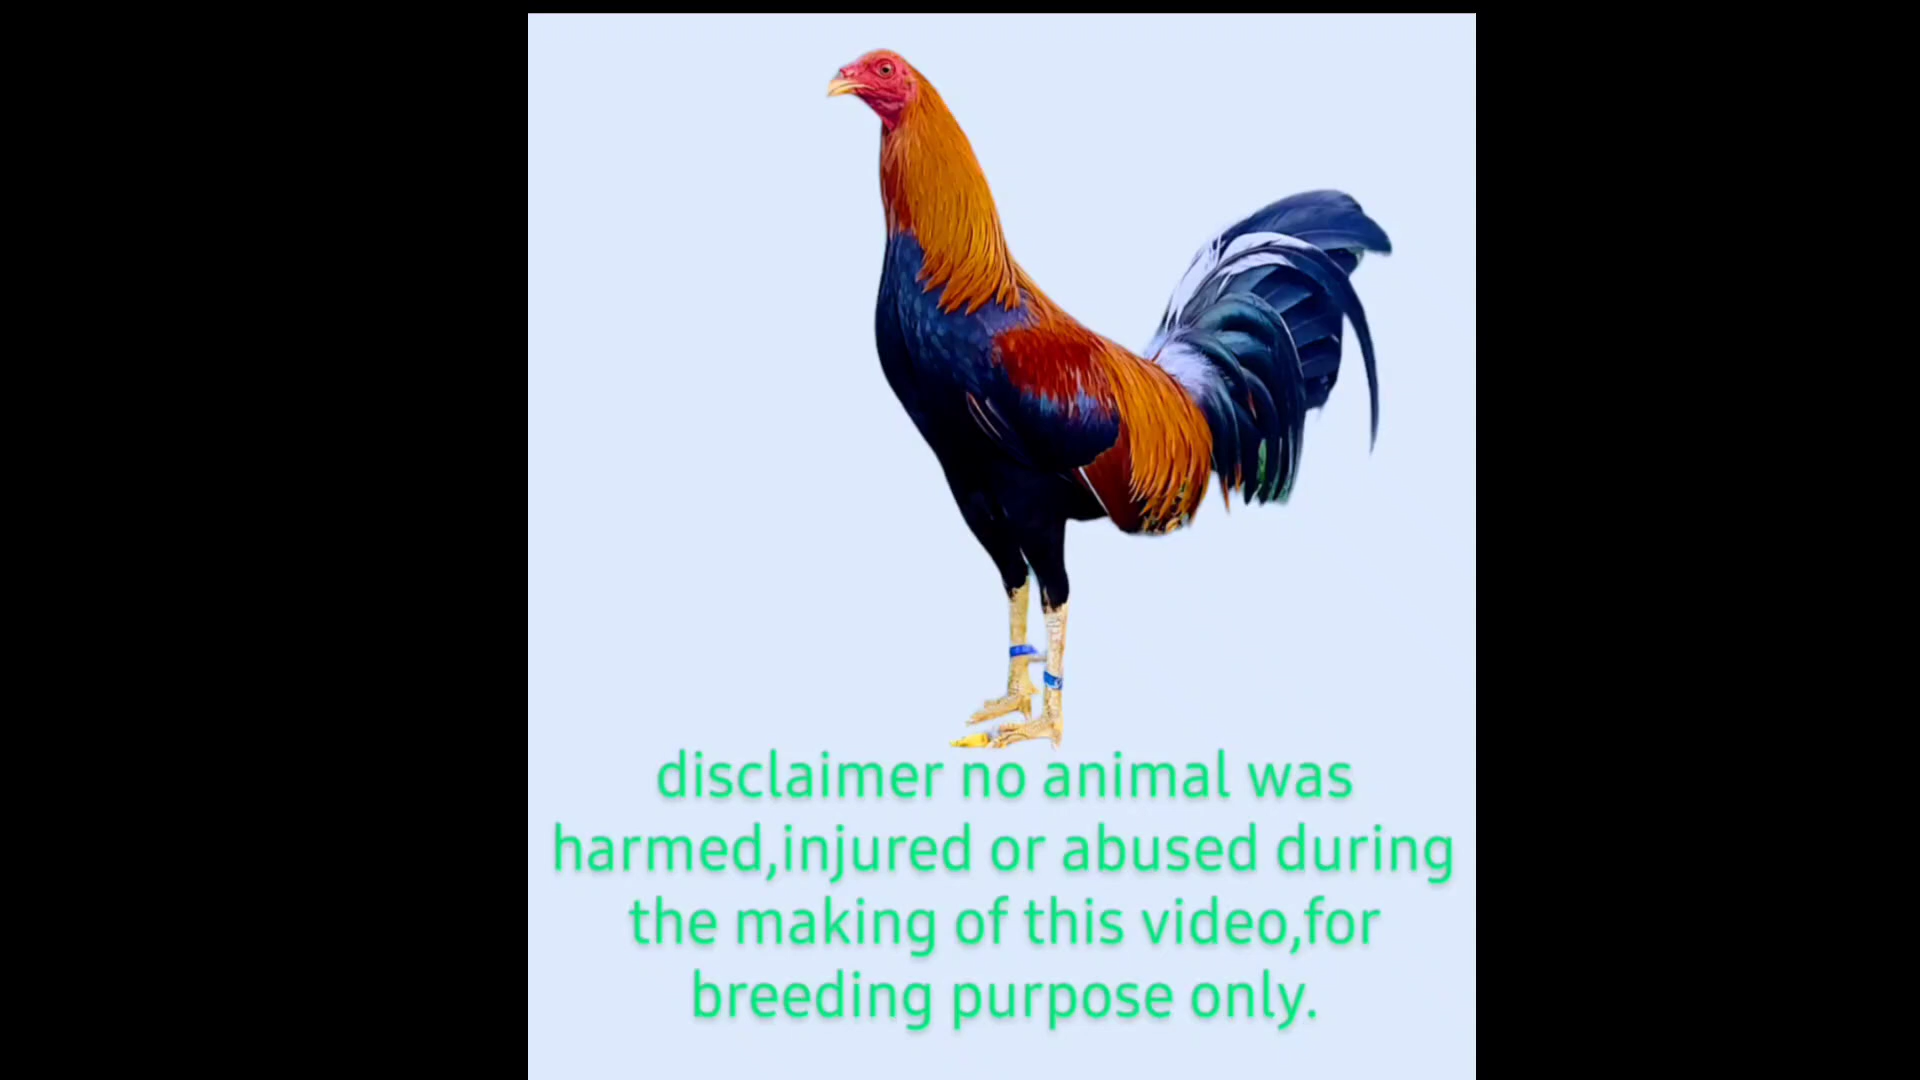 disclaimer no animal was
harmed,injured or abused during
the making of this video,for
breeding purpose only.